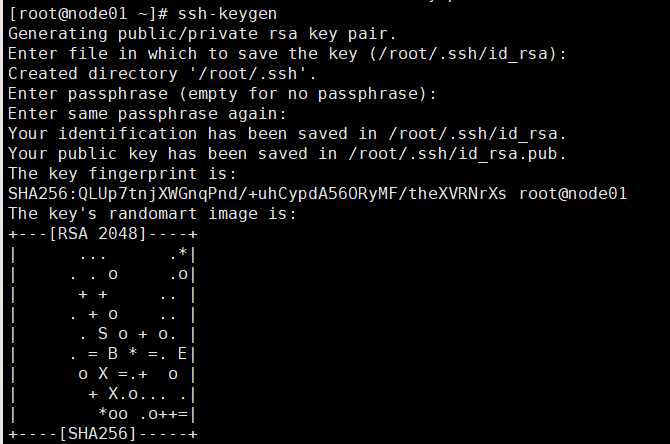 [root@node01 ~]# ssh-keygen
Generating public/private rsa key pair.
Enter file in which to save the key (/root/.ssh/id_rsa):
Created directory '/root/.ssh'.
Enter passphrase (empty for no passphrase):
Enter same passphrase again:
Your identification has been saved in /root/.ssh/id_rsa.
Your public key has been saved in /root/.ssh/id_rsa.pub.
The key fingerprint is:
SHA256:QLUp7tnjXWGnqPnd/+uhCypdA56ORyMF/theXVRNrXs root@node01
The key's randomart image is:
+---[RSA 2048]----+
|      ...      .*|
|     . . o     .o|
|      + +     .. |
|     . + o    .. |
|      . S o + o. |
|     . = B * =. E|
|      o X =.+  o |
|       + X.o... .|
|        *oo .o++=|
+----[SHA256]-----+